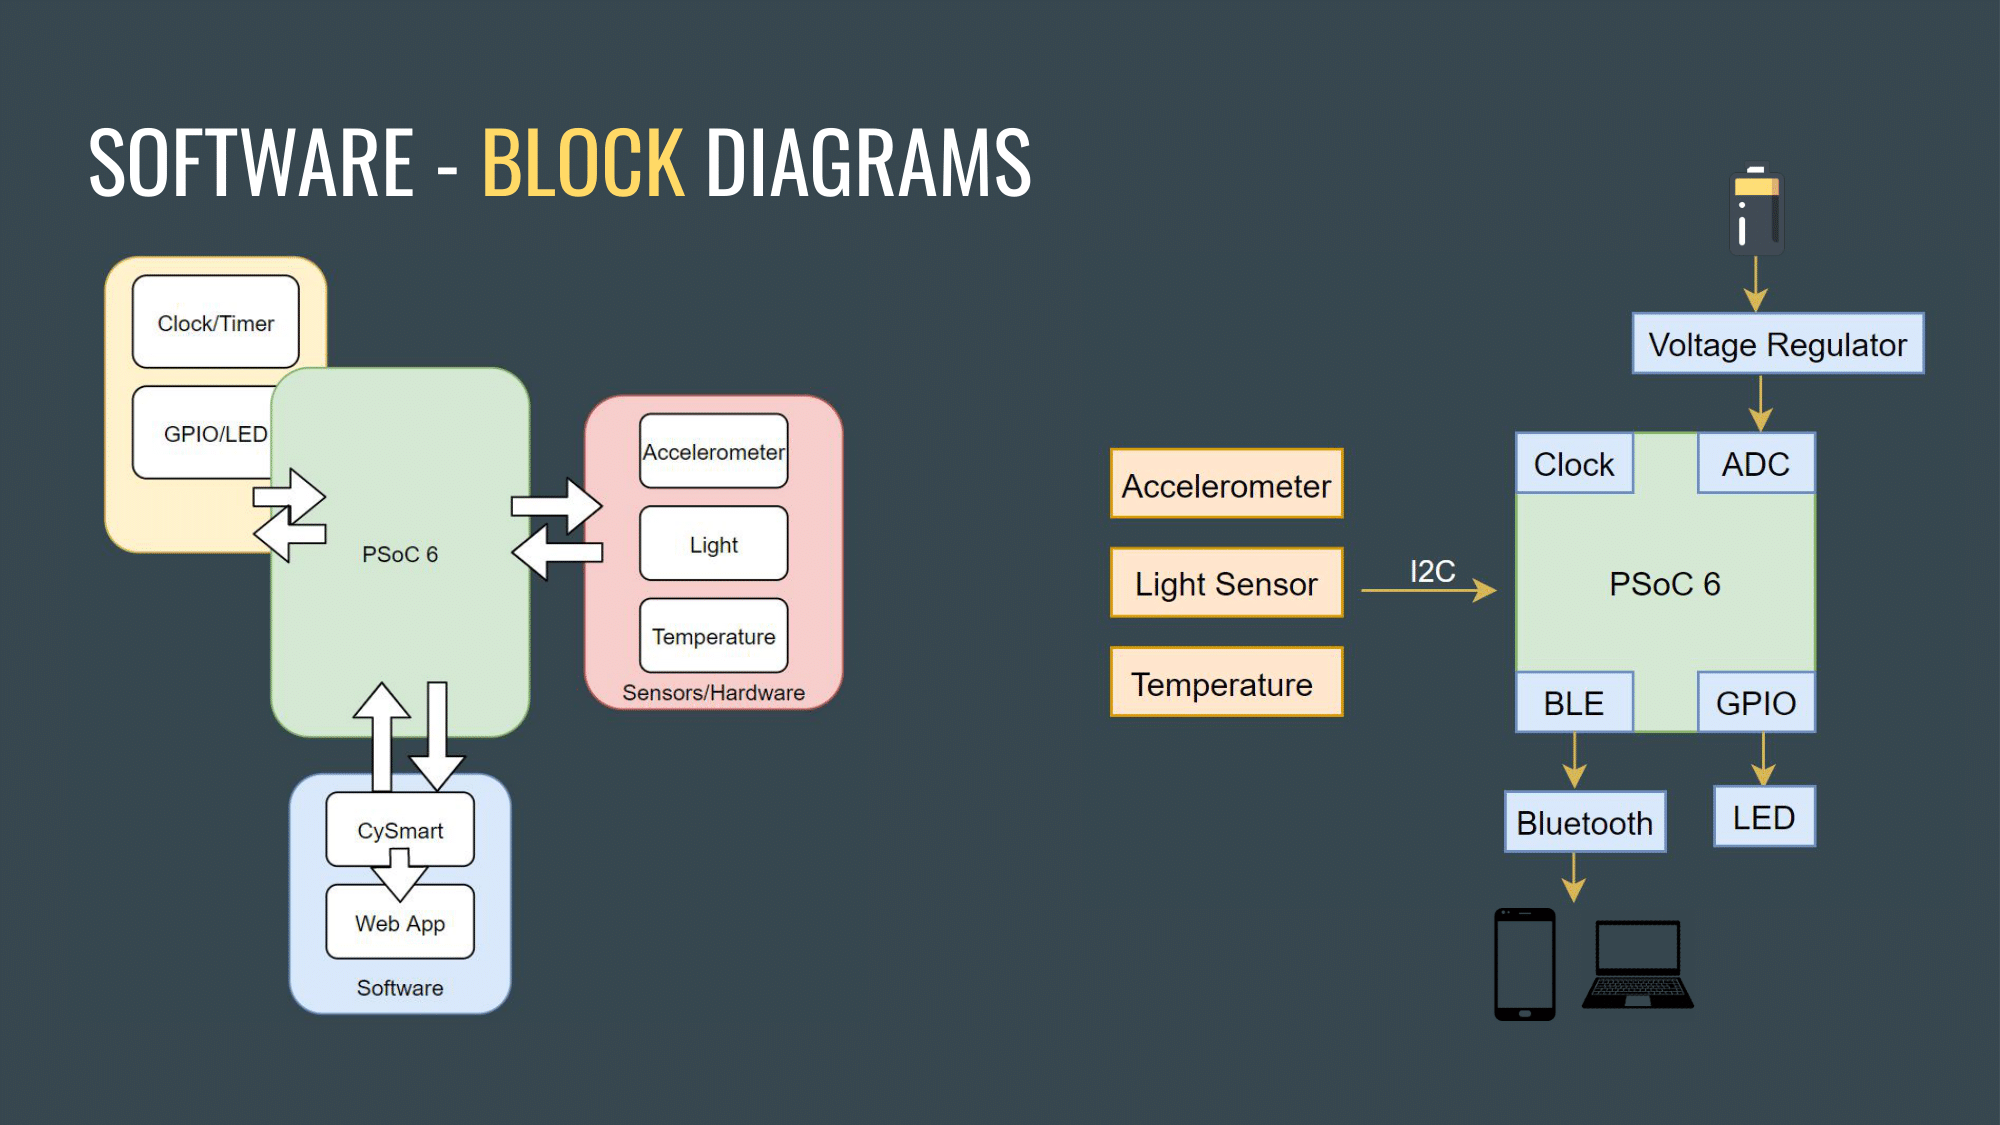 SOFTWARE - BLOCK DIAGRAMS
Clock/Timer
GPIO/LED
PSoC 6
Accelerometer
Light
Temperature
Sensors/Hardware
CySmart
Web App
Software
Voltage Regulator
Clock
ADC
Accelerometer
Light Sensor
Temperature
I2C
PSoC 6
BLE
GPIO
Bluetooth
LED